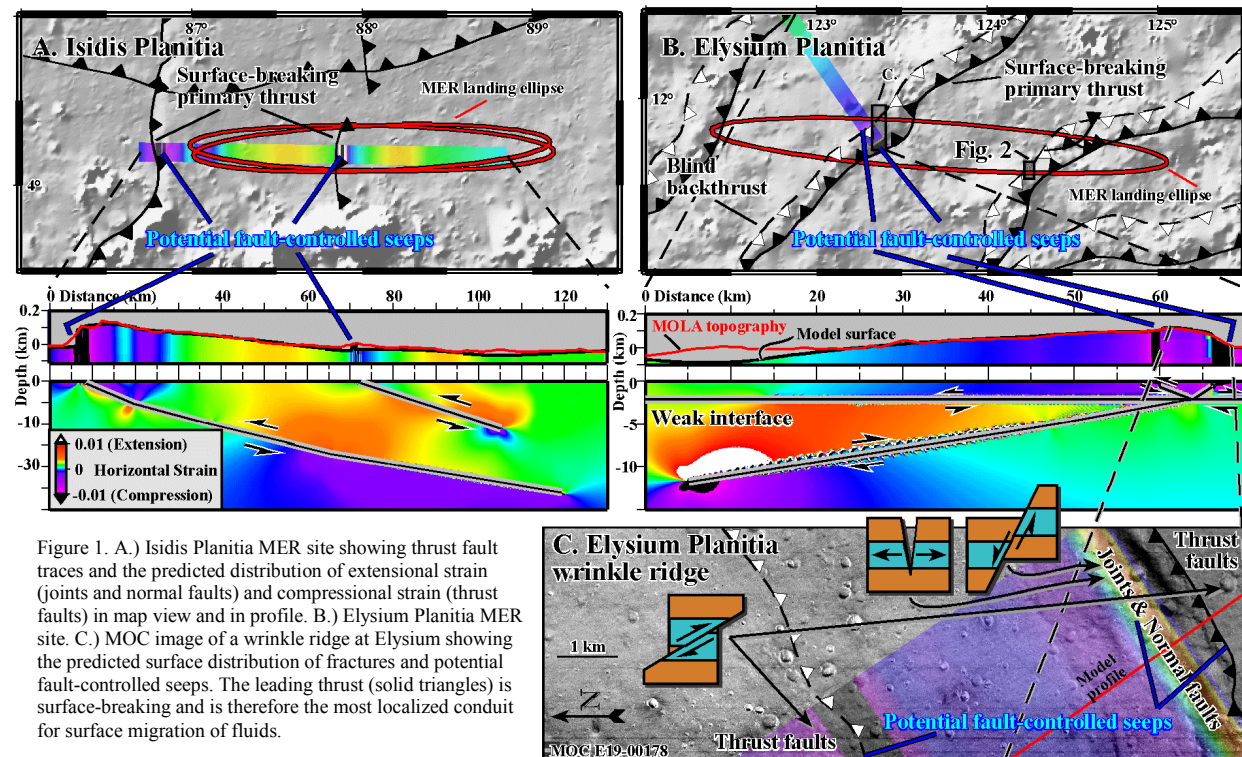 87°
88°
89°
A. Isidis Planitia
Surface-breaking
primary thrust
MER landing ellipse
4°
Potential fault-controlled seeps
123°
124°
125°
B. Elysium Planitia
C.
Surface-breaking
primary thrust
12°
Fig. 2
Blind
backthrust
MER landing ellipse
Potential fault-controlled seeps
0 Distance (km)
20
40
60
80
100
120
0.2
0
Depth (km)
0
-10
-30
0.01 (Extension)
0 Horizontal Strain
-0.01 (Compression)
0 Distance (km)
20
30
40
50
60
0.2
0
MOLA topography
Model surface
Depth (km)
0
-5
-10
Weak interface
Figure 1. A.) Isidis Planitia MER site showing thrust fault
traces and the predicted distribution of extensional strain
(joints and normal faults) and compressional strain (thrust
faults) in map view and in profile. B.) Elysium Planitia MER
site. C.) MOC image of a wrinkle ridge at Elysium showing
the predicted surface distribution of fractures and potential
fault-controlled seeps. The leading thrust (solid triangles) is
surface-breaking and is therefore the most localized conduit
for surface migration of fluids.
C. Elysium Planitia
wrinkle ridge
Thrust
faults
Joints & Normal faults
1 km
N
Model
profile
Potential fault-controlled seeps
Thrust faults
MOC E19-00178